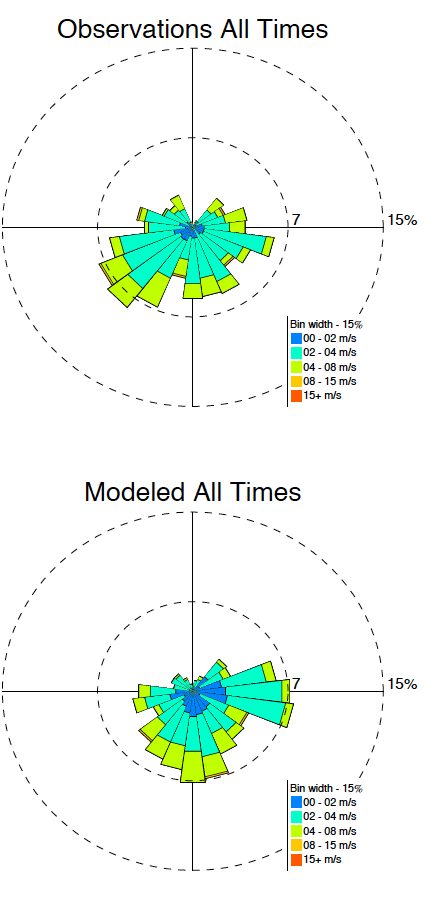 Observations All Times
7
15%
Bin width - 15%
00 - 02 m/s
02 - 04 m/s
04 - 08 m/s
08 - 15 m/s
15+ m/s
Modeled All Times
7
15%
Bin width - 15%
00 - 02 m/s
02 - 04 m/s
04 - 08 m/s
08 - 15 m/s
15+ m/s